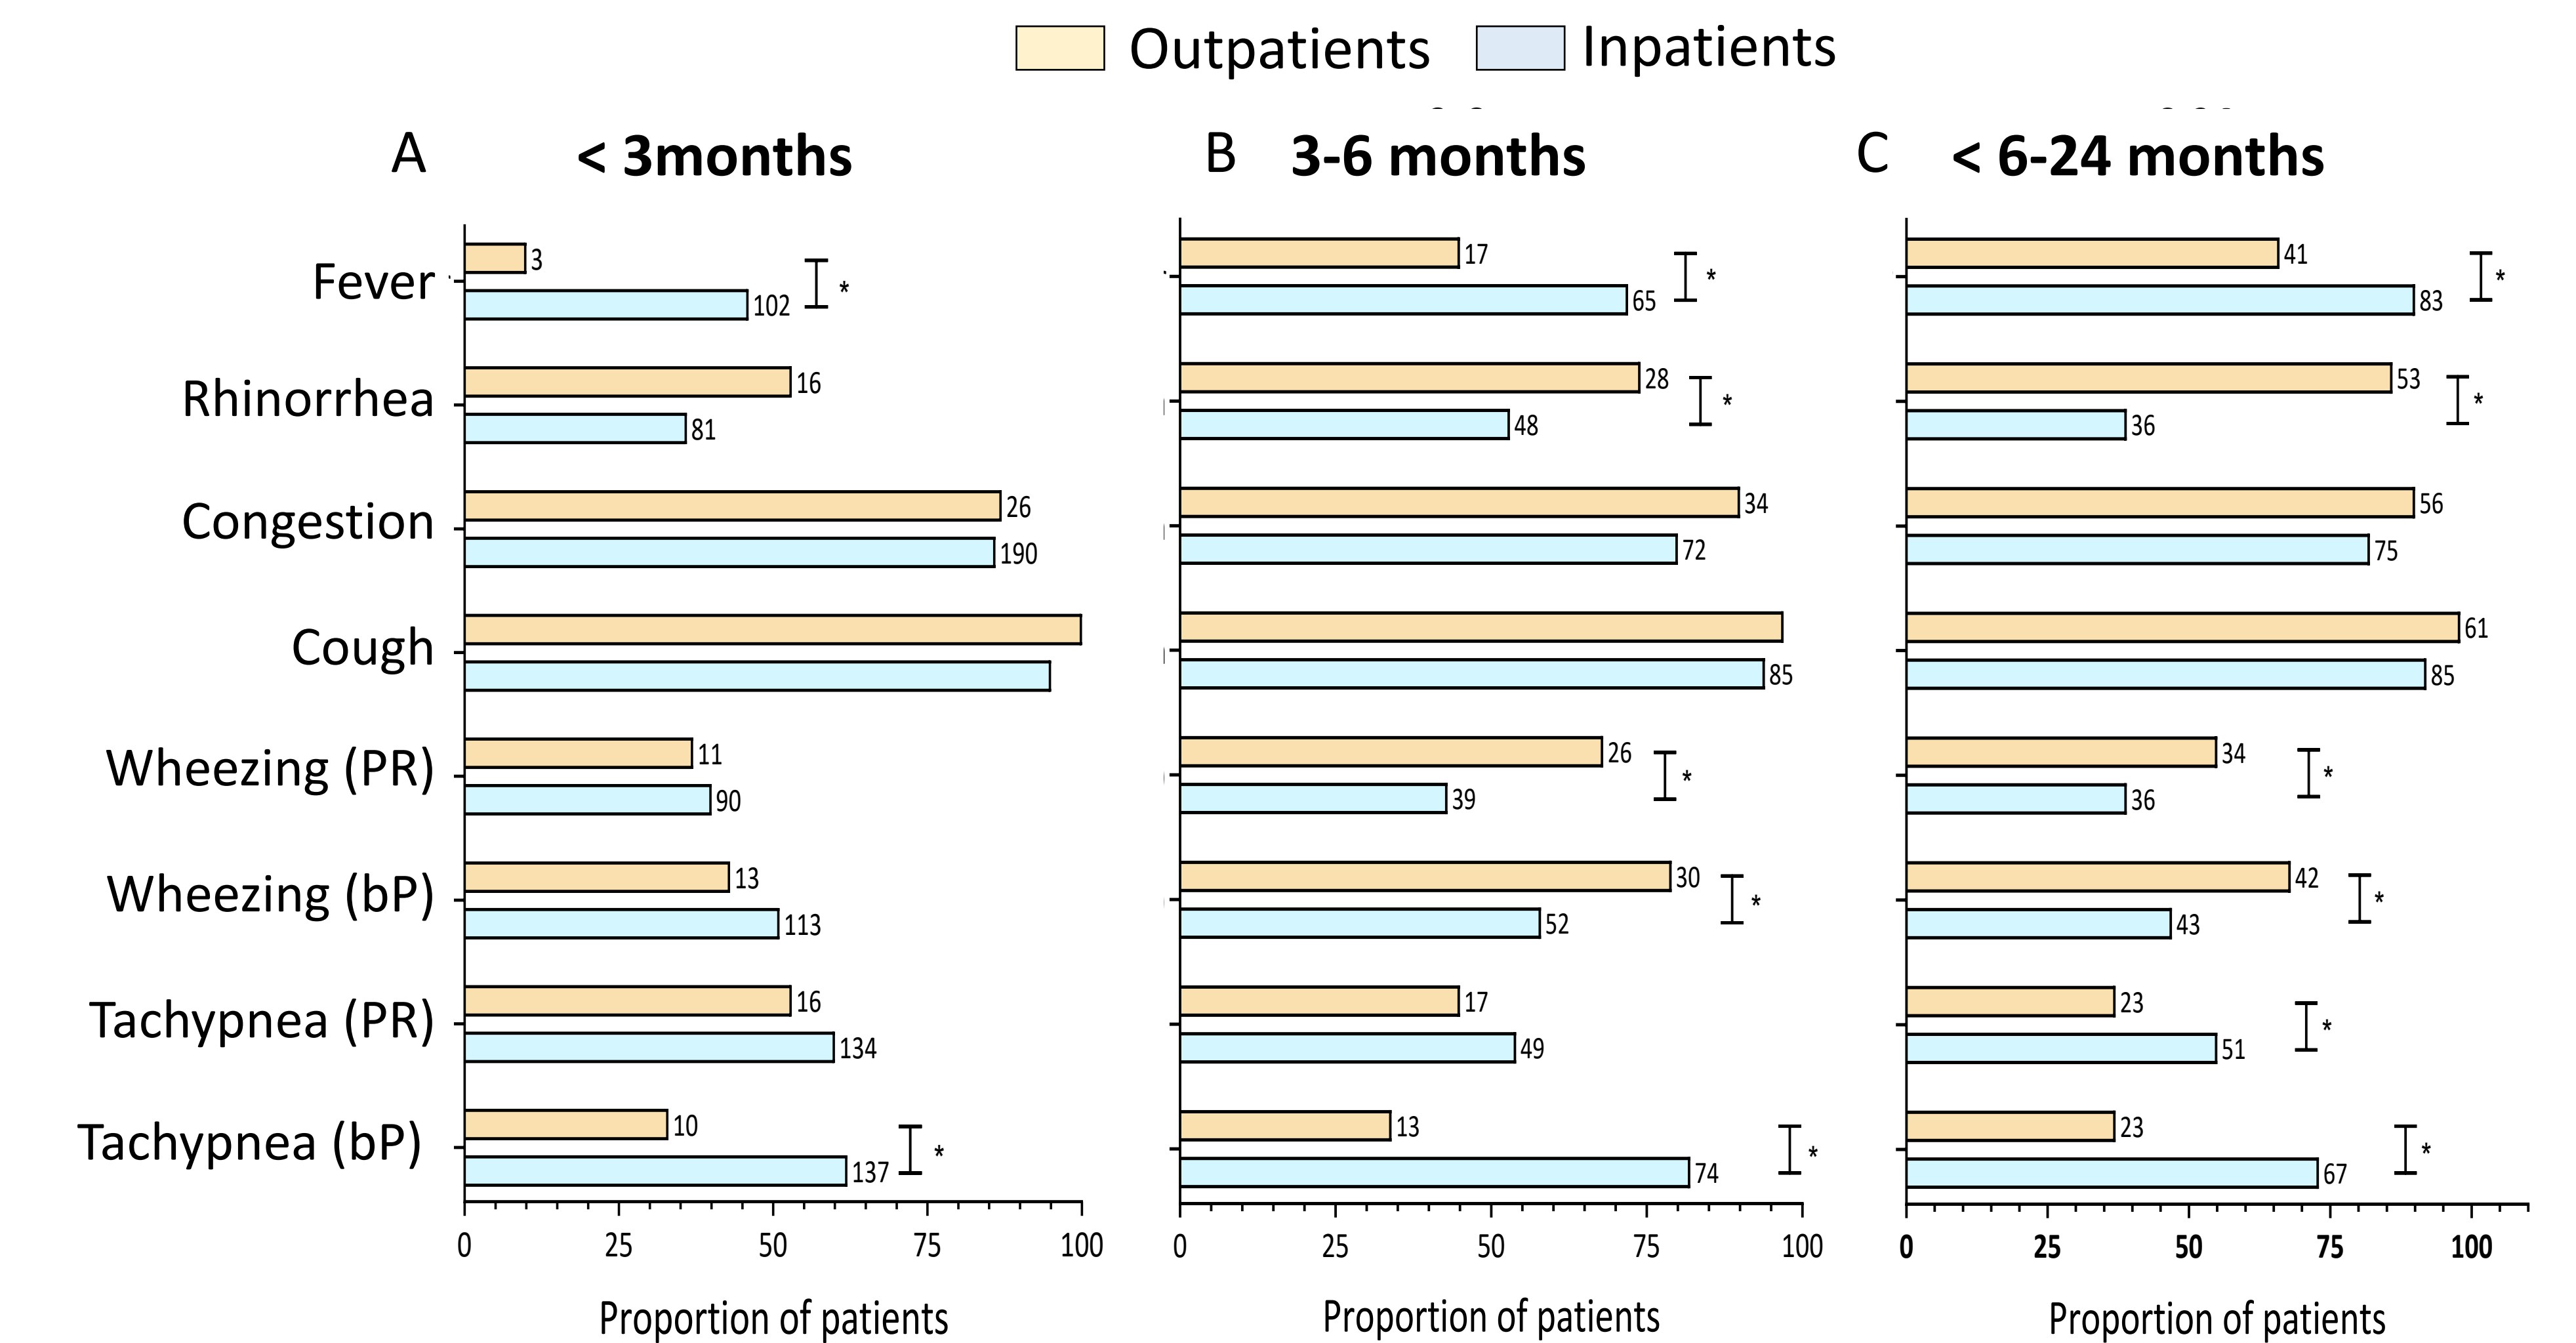 Outpatients Inpatients
A < 3months B 3-6 months C < 6-24 months
Fever 3 * 17 * 41 *
102 65 83
Rhinorrhea 16 28 * 53 *
81 48 36
Congestion 26 34 56
190 72 75
Cough 61
85 85
Wheezing (PR) 11 26 * 34 *
90 39 36
Wheezing (bP) 13 30 * 42 *
113 52 43
Tachypnea (PR) 16 17 23 *
134 49 51
Tachypnea (bP) 10 * 13 * 23 *
137 74 67
0 25 50 75 100 0 25 50 75 100 0 25 50 75 100
Proportion of patients Proportion of patients Proportion of patients